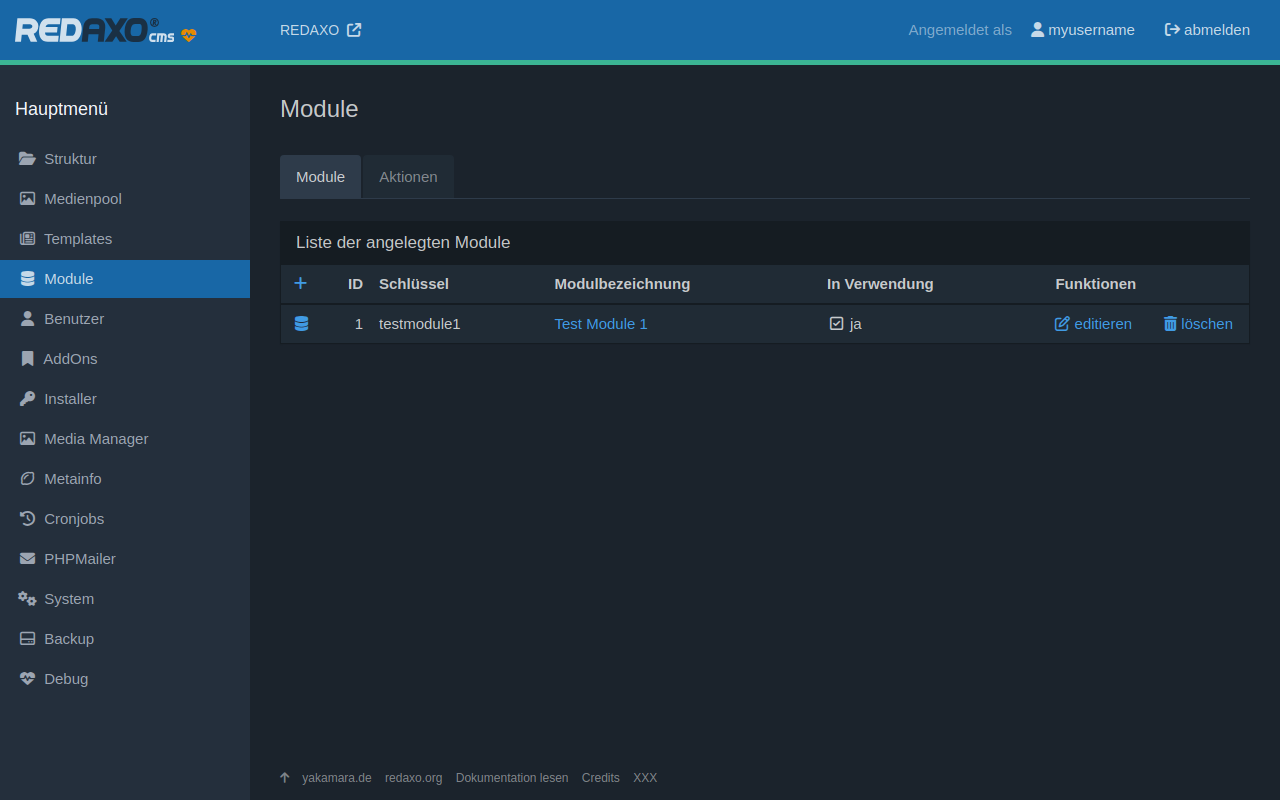 REDAXO® cms REDAXO Angemeldet als myusername abmelden
Hauptmenü
Struktur
Medienpool
Templates
Module
Benutzer
AddOns
Installer
Media Manager
Metainfo
Cronjobs
PHPMailer
System
Backup
Debug
Module
Module Aktionen
Liste der angelegten Module
ID Schlüssel Modulbezeichnung In Verwendung Funktionen
1 testmodule1 Test Module 1 ja editieren löschen
yakamara.de redaxo.org Dokumentation lesen Credits XXX